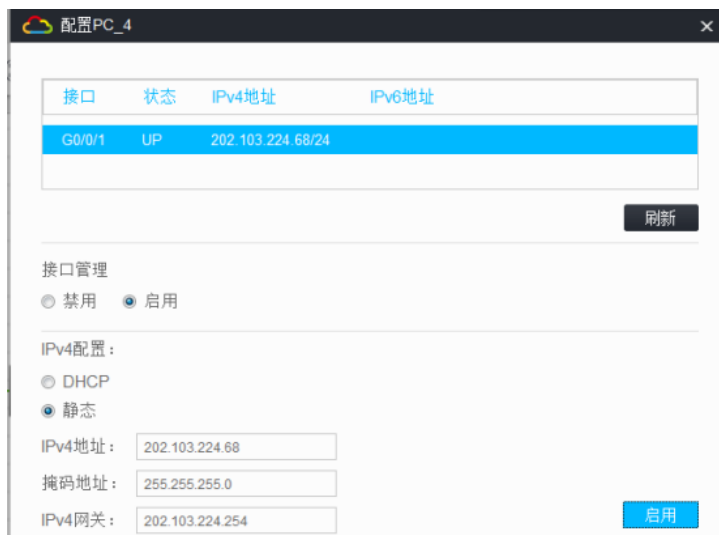 配置PC_4
接口 状态 IPv4地址 IPv6地址
G0/0/1 UP 202.103.224.68/24
刷新
接口管理
禁用 启用
IPv4配置：
DHCP
静态
IPv4地址： 202.103.224.68
掩码地址： 255.255.255.0
IPv4网关： 202.103.224.254
启用